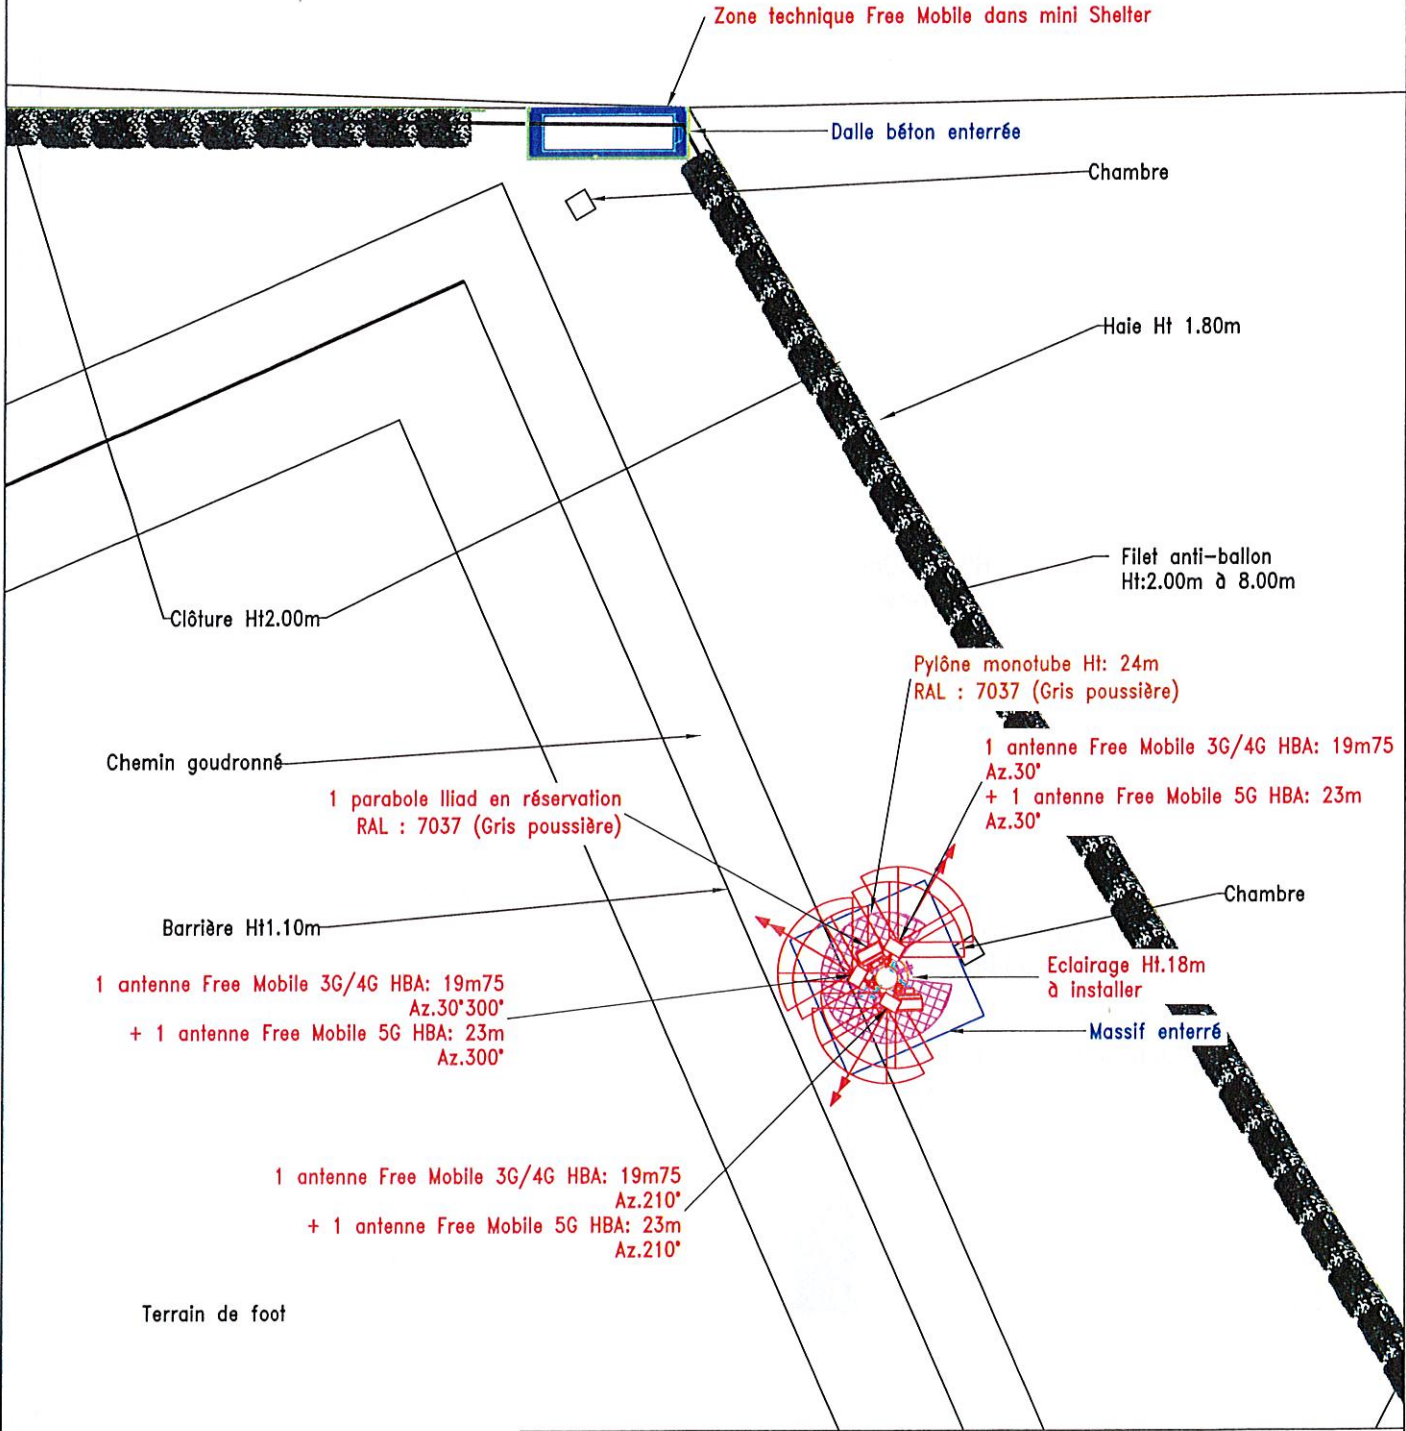 Zone technique Free Mobile dans mini Shelter
Dalle béton enterrée
Chambre
Haie Ht 1.80m
Filet anti-ballon
Ht:2.00m à 8.00m
Clôture Ht2.00m
Pylône monotube Ht: 24m
RAL : 7037 (Gris poussière)
1 antenne Free Mobile 3G/4G HBA: 19m75
Az.30°
+ 1 antenne Free Mobile 5G HBA: 23m
Az.30°
Chemin goudronné
1 parabole Iliad en réservation
RAL : 7037 (Gris poussière)
Chambre
Barrière Ht1.10m
Eclairage Ht.18m
à installer
1 antenne Free Mobile 3G/4G HBA: 19m75
Az.30°300°
+ 1 antenne Free Mobile 5G HBA: 23m
Az.300°
Massif enterré
1 antenne Free Mobile 3G/4G HBA: 19m75
Az.210°
+ 1 antenne Free Mobile 5G HBA: 23m
Az.210°
Terrain de foot